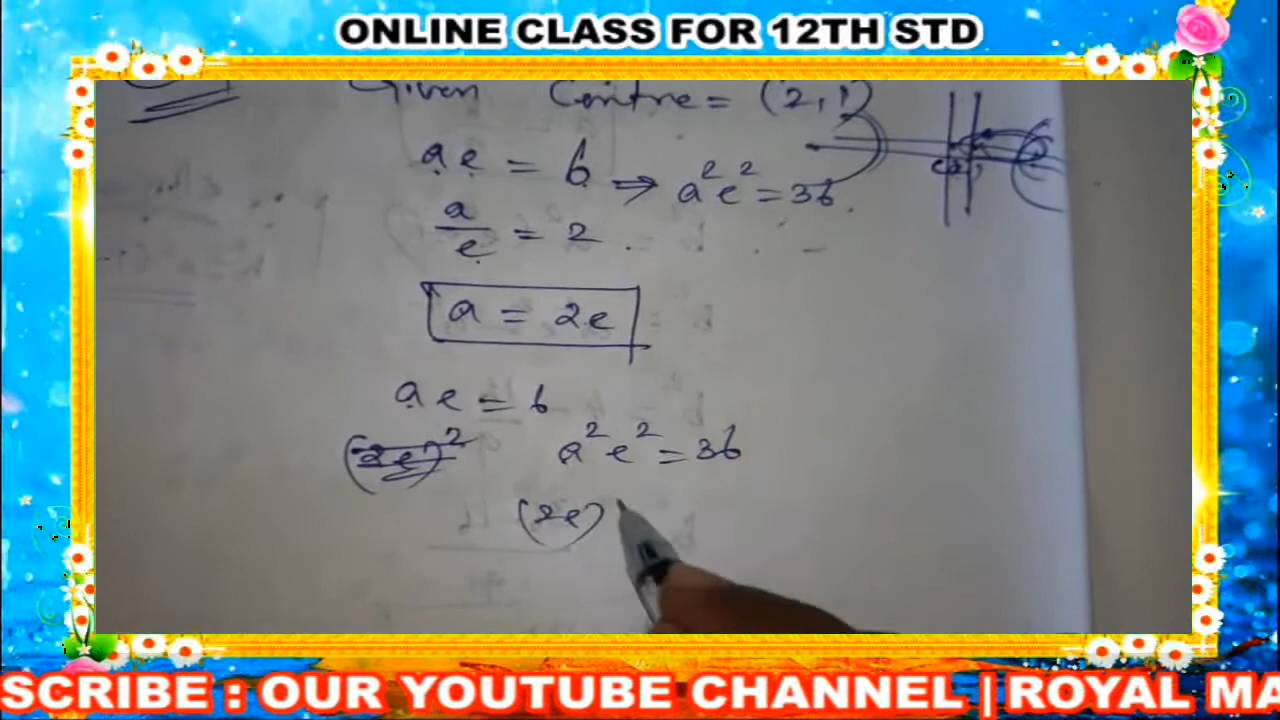 ONLINE CLASS FOR 12TH STD
Given Centre = (2, 1)
ae = 6 ⇒ a²e² = 36
a/e = 2
a = 2e
ae = 6
(2e)² a²e² = 36
(2e)
SCRIBE : OUR YOUTUBE CHANNEL | ROYAL MA